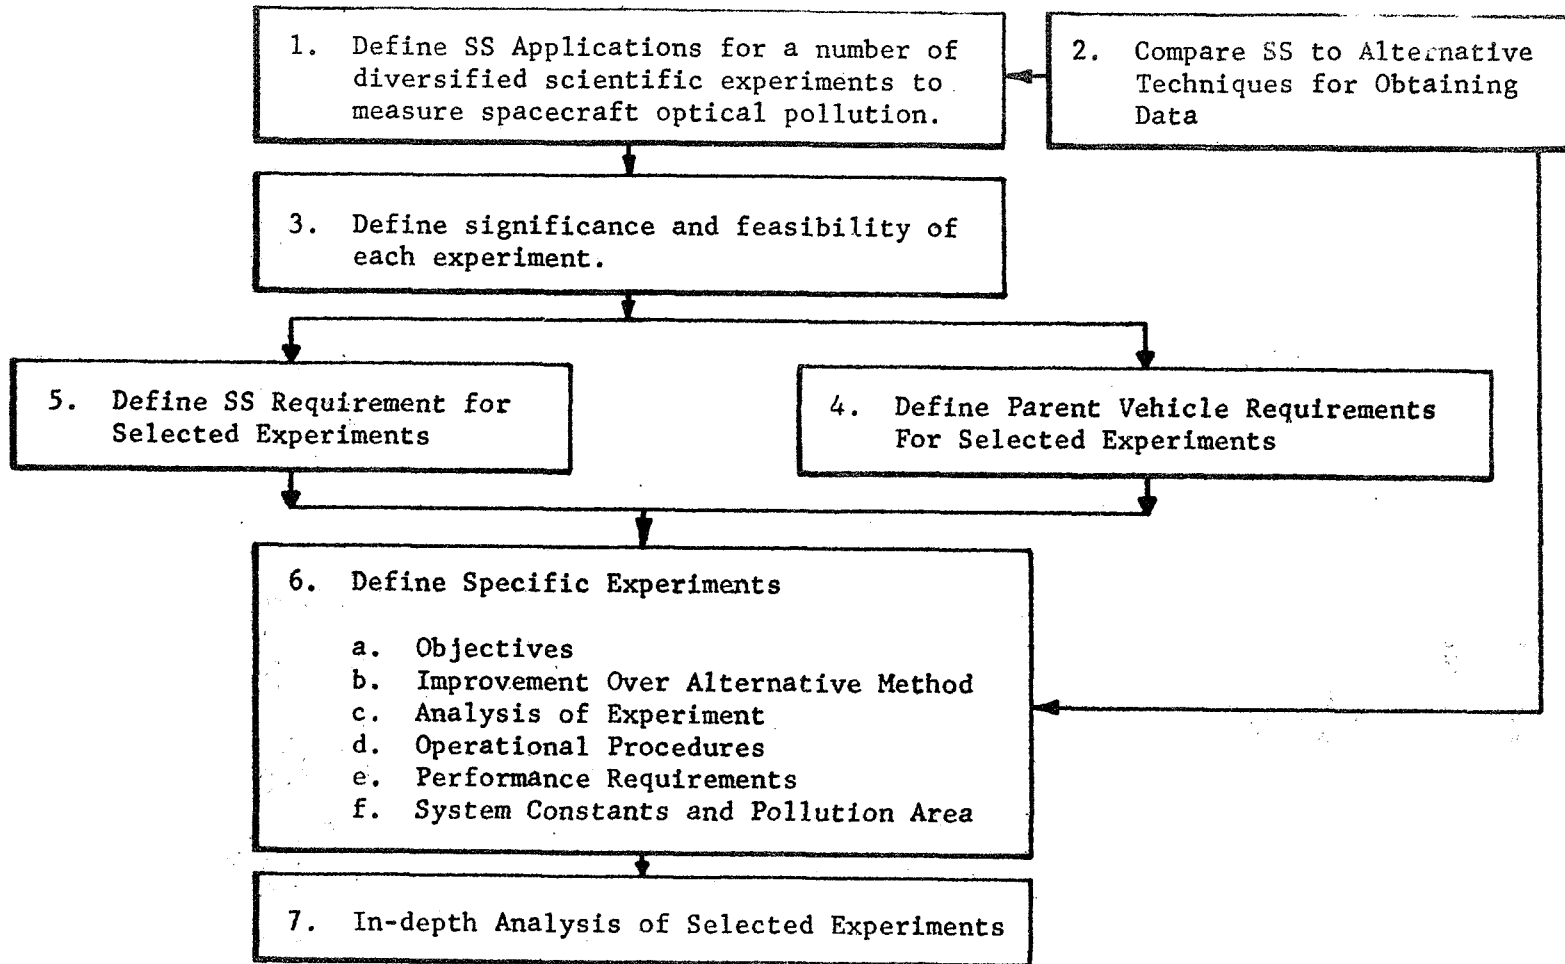 1. Define SS Applications for a number of
diversified scientific experiments to
measure spacecraft optical pollution.
2. Compare SS to Alternative
Techniques for Obtaining
Data
3. Define significance and feasibility of
each experiment.
5. Define SS Requirement for
Selected Experiments
4. Define Parent Vehicle Requirements
For Selected Experiments
6. Define Specific Experiments
a. Objectives
b. Improvement Over Alternative Method
c. Analysis of Experiment
d. Operational Procedures
e. Performance Requirements
f. System Constants and Pollution Area
7. In-depth Analysis of Selected Experiments